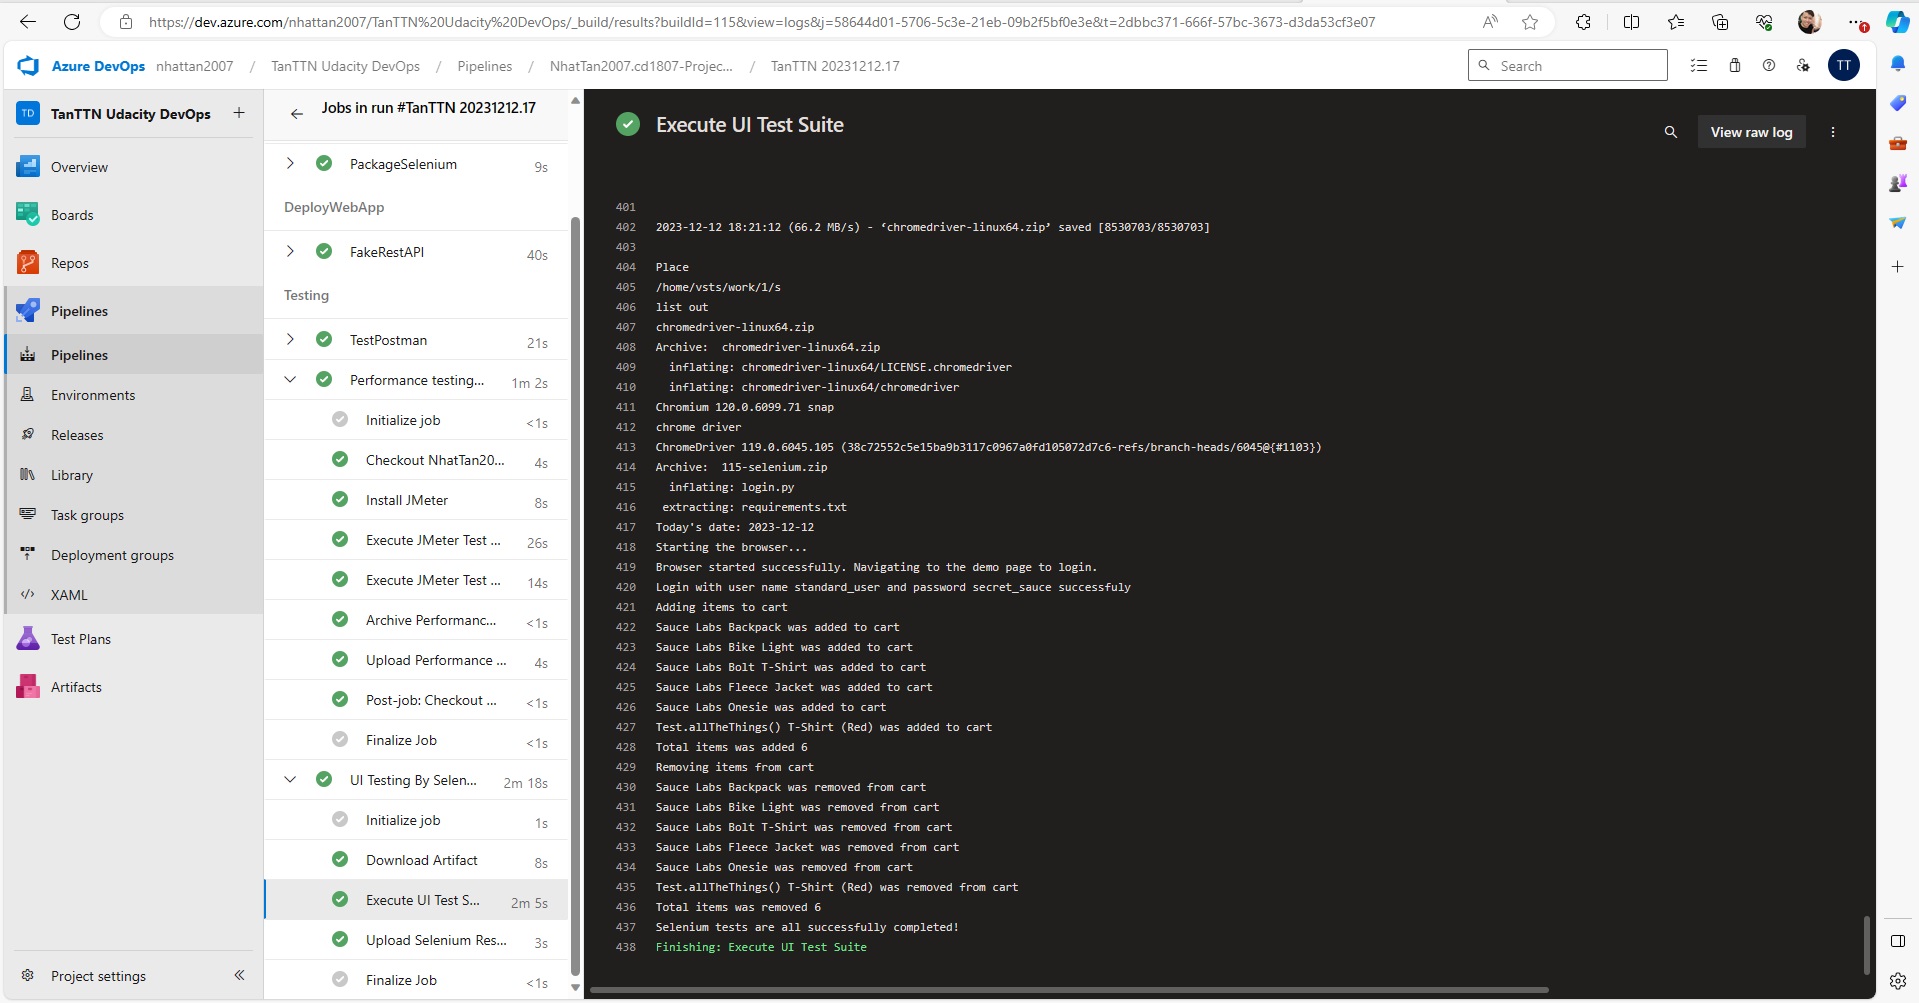 https://dev.azure.com/nhattan2007/TanTTN%20Udacity%20DevOps/_build/results?buildId=115&view=logs&j=58644d01-5706-5c3e-21eb-09b2f5bf0e3e&t=2dbbc371-666f-57bc-3673-d3da53cf3e07
Azure DevOps nhattan2007 / TanTTN Udacity DevOps / Pipelines / NhatTan2007.cd1807-Projec... / TanTTN 20231212.17
Search
TT
TD TanTTN Udacity DevOps +
Overview
Boards
Repos
Pipelines
Pipelines
Environments
Releases
Library
Task groups
Deployment groups
XAML
Test Plans
Artifacts
Project settings
Jobs in run #TanTTN 20231212.17
PackageSelenium 9s
DeployWebApp
FakeRestAPI 40s
Testing
TestPostman 21s
Performance testing... 1m 2s
Initialize job <1s
Checkout NhatTan20... 4s
Install JMeter 8s
Execute JMeter Test ... 26s
Execute JMeter Test ... 14s
Archive Performanc... <1s
Upload Performance ... 4s
Post-job: Checkout ... <1s
Finalize Job <1s
UI Testing By Selen... 2m 18s
Initialize job 1s
Download Artifact 8s
Execute UI Test S... 2m 5s
Upload Selenium Res... 3s
Finalize Job <1s
Execute UI Test Suite
View raw log
401
402 2023-12-12 18:21:12 (66.2 MB/s) - ‘chromedriver-linux64.zip’ saved [8530703/8530703]
403
404 Place
405 /home/vsts/work/1/s
406 list out
407 chromedriver-linux64.zip
408 Archive:  chromedriver-linux64.zip
409   inflating: chromedriver-linux64/LICENSE.chromedriver
410   inflating: chromedriver-linux64/chromedriver
411 Chromium 120.0.6099.71 snap
412 chrome driver
413 ChromeDriver 119.0.6045.105 (38c72552c5e15ba9b3117c0967a0fd105072d7c6-refs/branch-heads/6045@{#1103})
414 Archive:  115-selenium.zip
415   inflating: login.py
416  extracting: requirements.txt
417 Today's date: 2023-12-12
418 Starting the browser...
419 Browser started successfully. Navigating to the demo page to login.
420 Login with user name standard_user and password secret_sauce successfuly
421 Adding items to cart
422 Sauce Labs Backpack was added to cart
423 Sauce Labs Bike Light was added to cart
424 Sauce Labs Bolt T-Shirt was added to cart
425 Sauce Labs Fleece Jacket was added to cart
426 Sauce Labs Onesie was added to cart
427 Test.allTheThings() T-Shirt (Red) was added to cart
428 Total items was added 6
429 Removing items from cart
430 Sauce Labs Backpack was removed from cart
431 Sauce Labs Bike Light was removed from cart
432 Sauce Labs Bolt T-Shirt was removed from cart
433 Sauce Labs Fleece Jacket was removed from cart
434 Sauce Labs Onesie was removed from cart
435 Test.allTheThings() T-Shirt (Red) was removed from cart
436 Total items was removed 6
437 Selenium tests are all successfully completed!
438 Finishing: Execute UI Test Suite